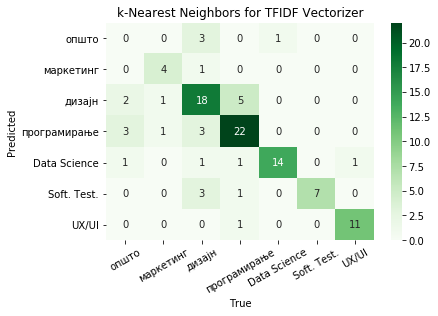 k-Nearest Neighbors for TFIDF Vectorizer
Predicted
општо 0 0 3 0 1 0 0
маркетинг 0 4 1 0 0 0 0
дизајн 2 1 18 5 0 0 0
програмирање 3 1 3 22 0 0 0
Data Science 1 0 1 1 14 0 1
Soft. Test. 0 0 3 1 0 7 0
UX/UI 0 0 0 1 0 0 11
општо маркетинг дизајн програмирање Data Science Soft. Test. UX/UI
True
20.0
17.5
15.0
12.5
10.0
7.5
5.0
2.5
0.0